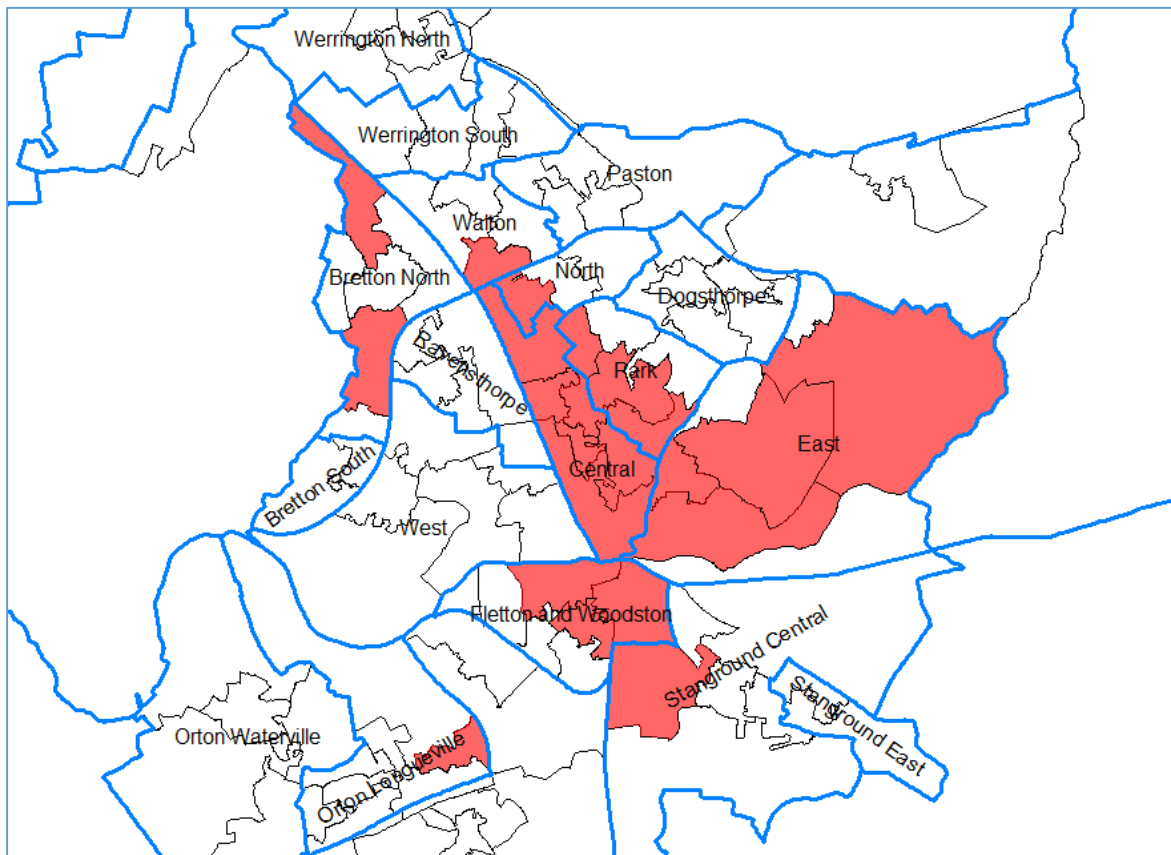 Werrington North
Werrington South
Paston
Walton
North
Bretton North
Dogsthorpe
Ravensthorpe
Park
East
Central
Bretton South
West
Fletton and Woodston
Stanground Central
Stanground East
Orton Waterville
Orton Longueville